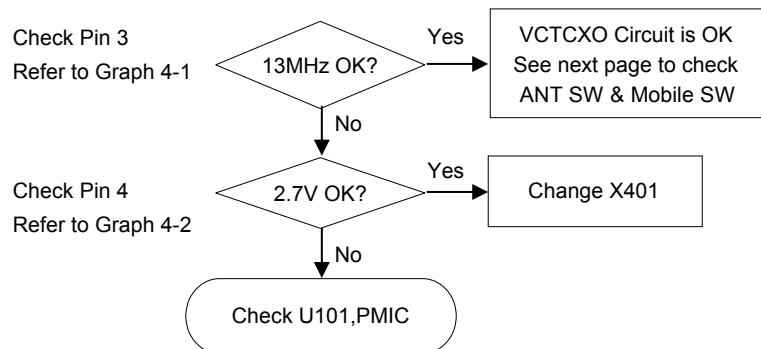 Check Pin 3
Refer to Graph 4-1
13MHz OK?
Yes
VCTCXO Circuit is OK
See next page to check
ANT SW & Mobile SW
No
Check Pin 4
Refer to Graph 4-2
2.7V OK?
Yes
Change X401
No
Check U101,PMIC